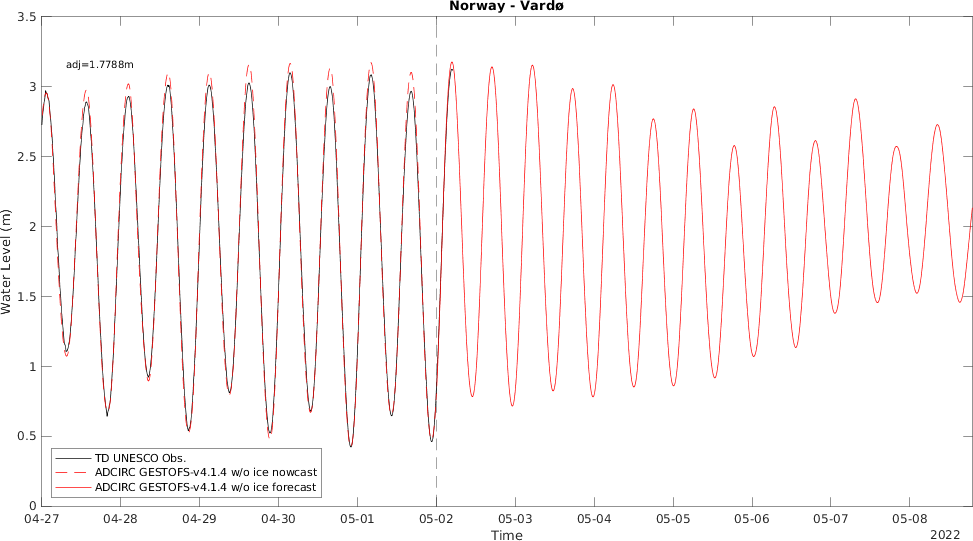 Norway - Vardø
adj=1.7788m
3.5
3
2.5
2
1.5
1
0.5
0
Water Level (m)
TD UNESCO Obs.
ADCIRC GESTOFS-v4.1.4 w/o ice nowcast
ADCIRC GESTOFS-v4.1.4 w/o ice forecast
04-27 04-28 04-29 04-30 05-01 05-02 05-03 05-04 05-05 05-06 05-07 05-08
Time
2022